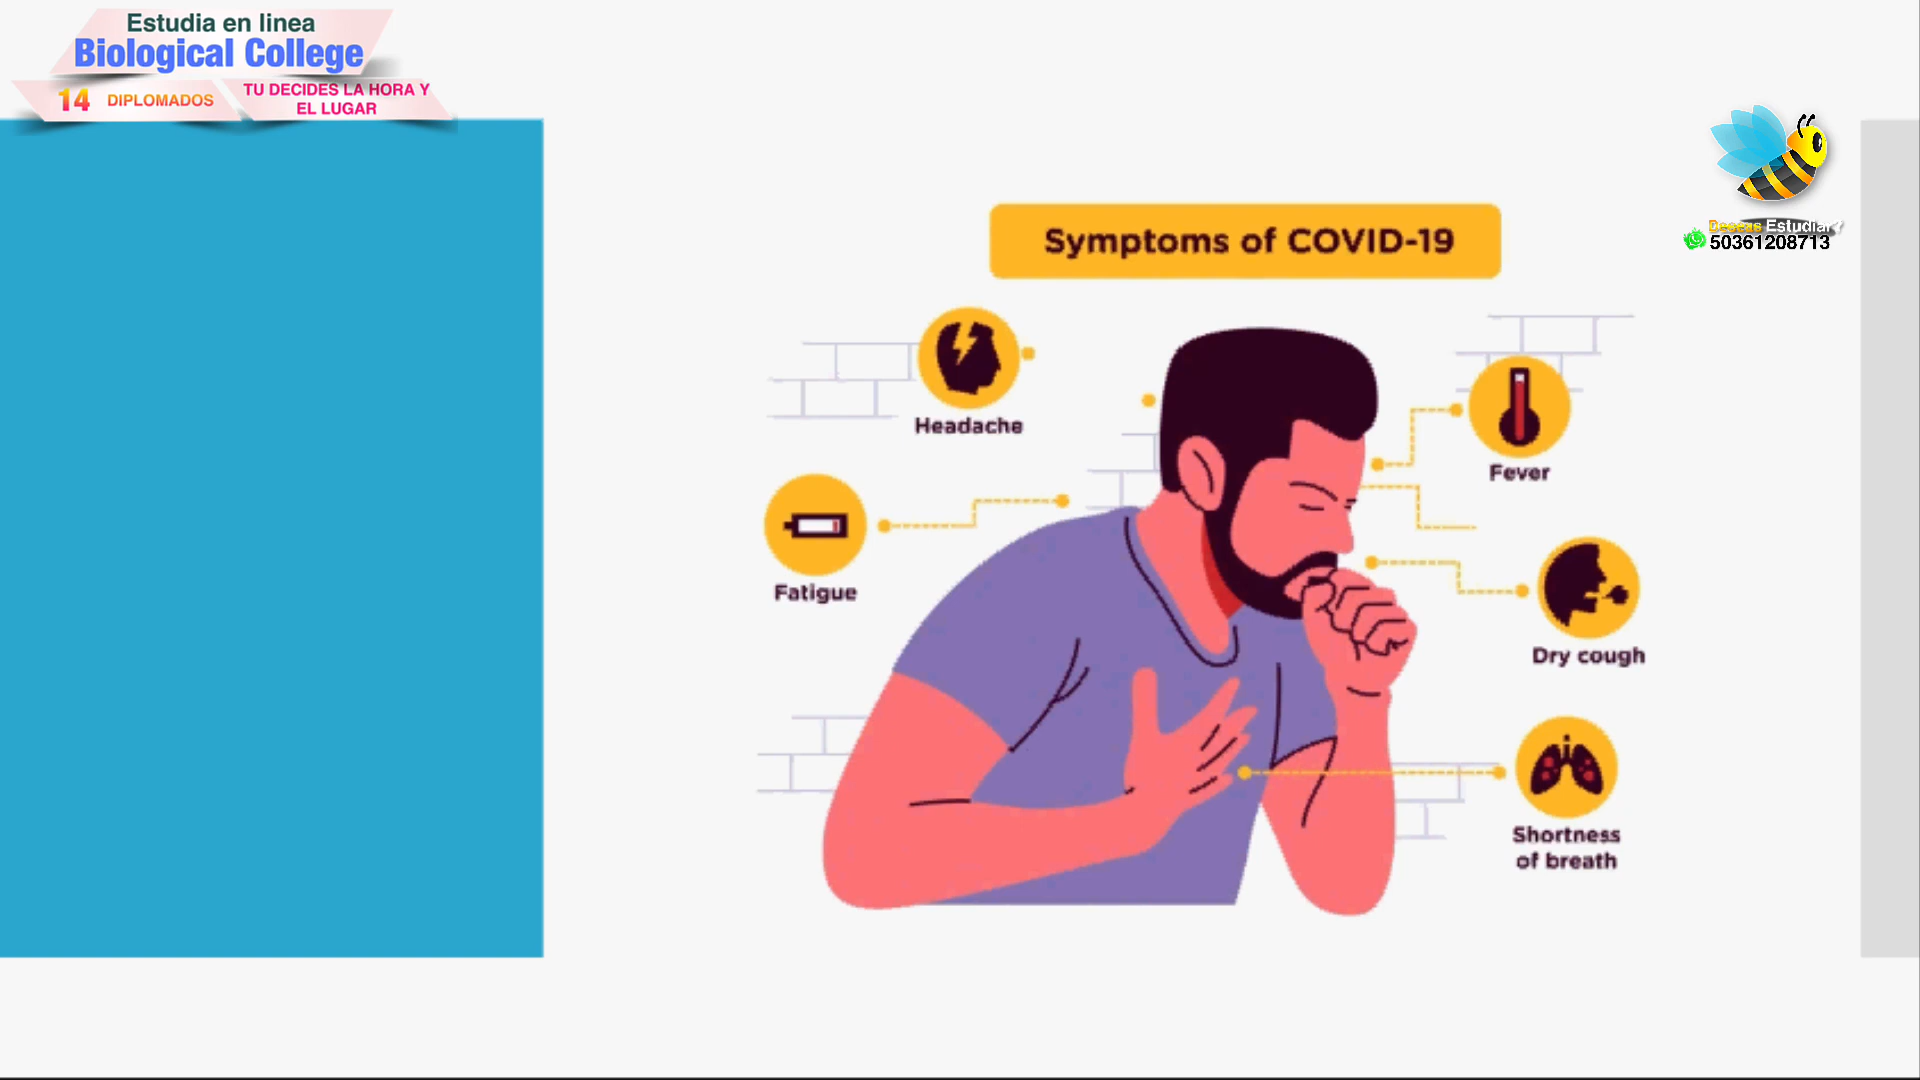 Estudia en linea
Biological College
14 DIPLOMADOS
TU DECIDES LA HORA Y
EL LUGAR
Deseas Estudiar?
50361208713
Symptoms of COVID-19
Headache
Fever
Fatigue
Dry cough
Shortness
of breath